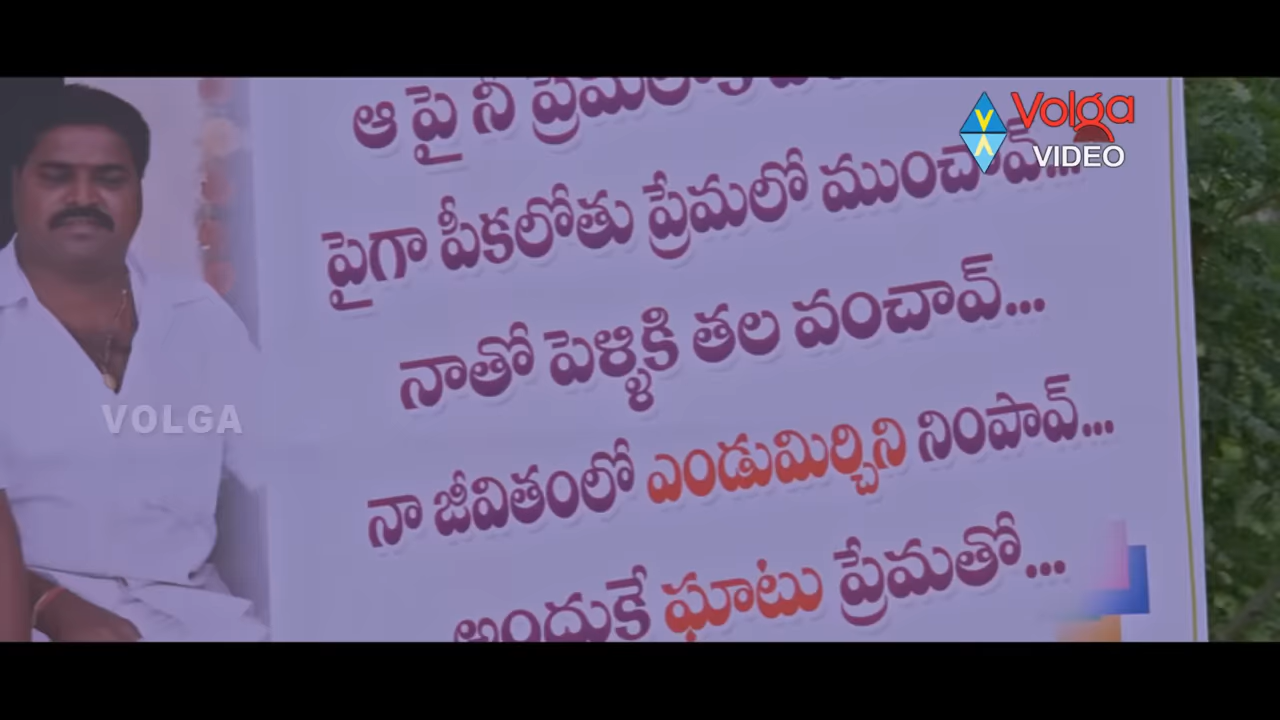 ఆ పై నీ
Volga
VIDEO
పైగా పీకలోతు ప్రేమలో ముంచావ్...
నాతో పెళ్ళికి తల వంచావ్...
VOLGA
నా జీవితంలో ఎండుమిర్చిని నింపావ్...
అందుకే ఘాటు ప్రేమతో...